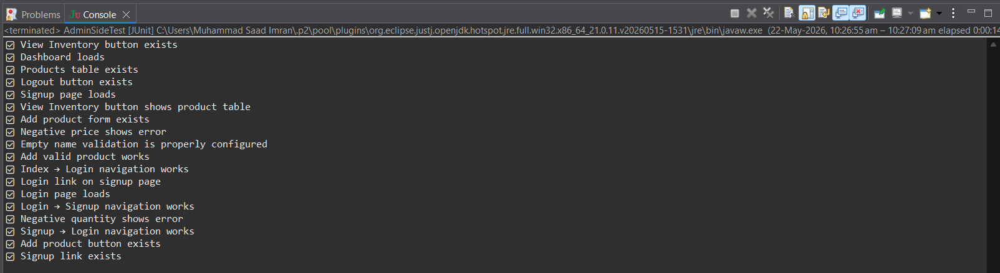 Problems Ju Console
<terminated> AdminSideTest [JUnit] C:\Users\Muhammad Saad Imran\.p2\pool\plugins\org.eclipse.justj.openjdk.hotspot.jre.full.win32.x86_64_21.0.11.v20260515-1531\jre\bin\javaw.exe (22-May-2026, 10:26:55 am – 10:27:09 am elapsed 0:00:14
☑ View Inventory button exists
☑ Dashboard loads
☑ Products table exists
☑ Logout button exists
☑ Signup page loads
☑ View Inventory button shows product table
☑ Add product form exists
☑ Negative price shows error
☑ Empty name validation is properly configured
☑ Add valid product works
☑ Index → Login navigation works
☑ Login link on signup page
☑ Login page loads
☑ Login → Signup navigation works
☑ Negative quantity shows error
☑ Signup → Login navigation works
☑ Add product button exists
☑ Signup link exists